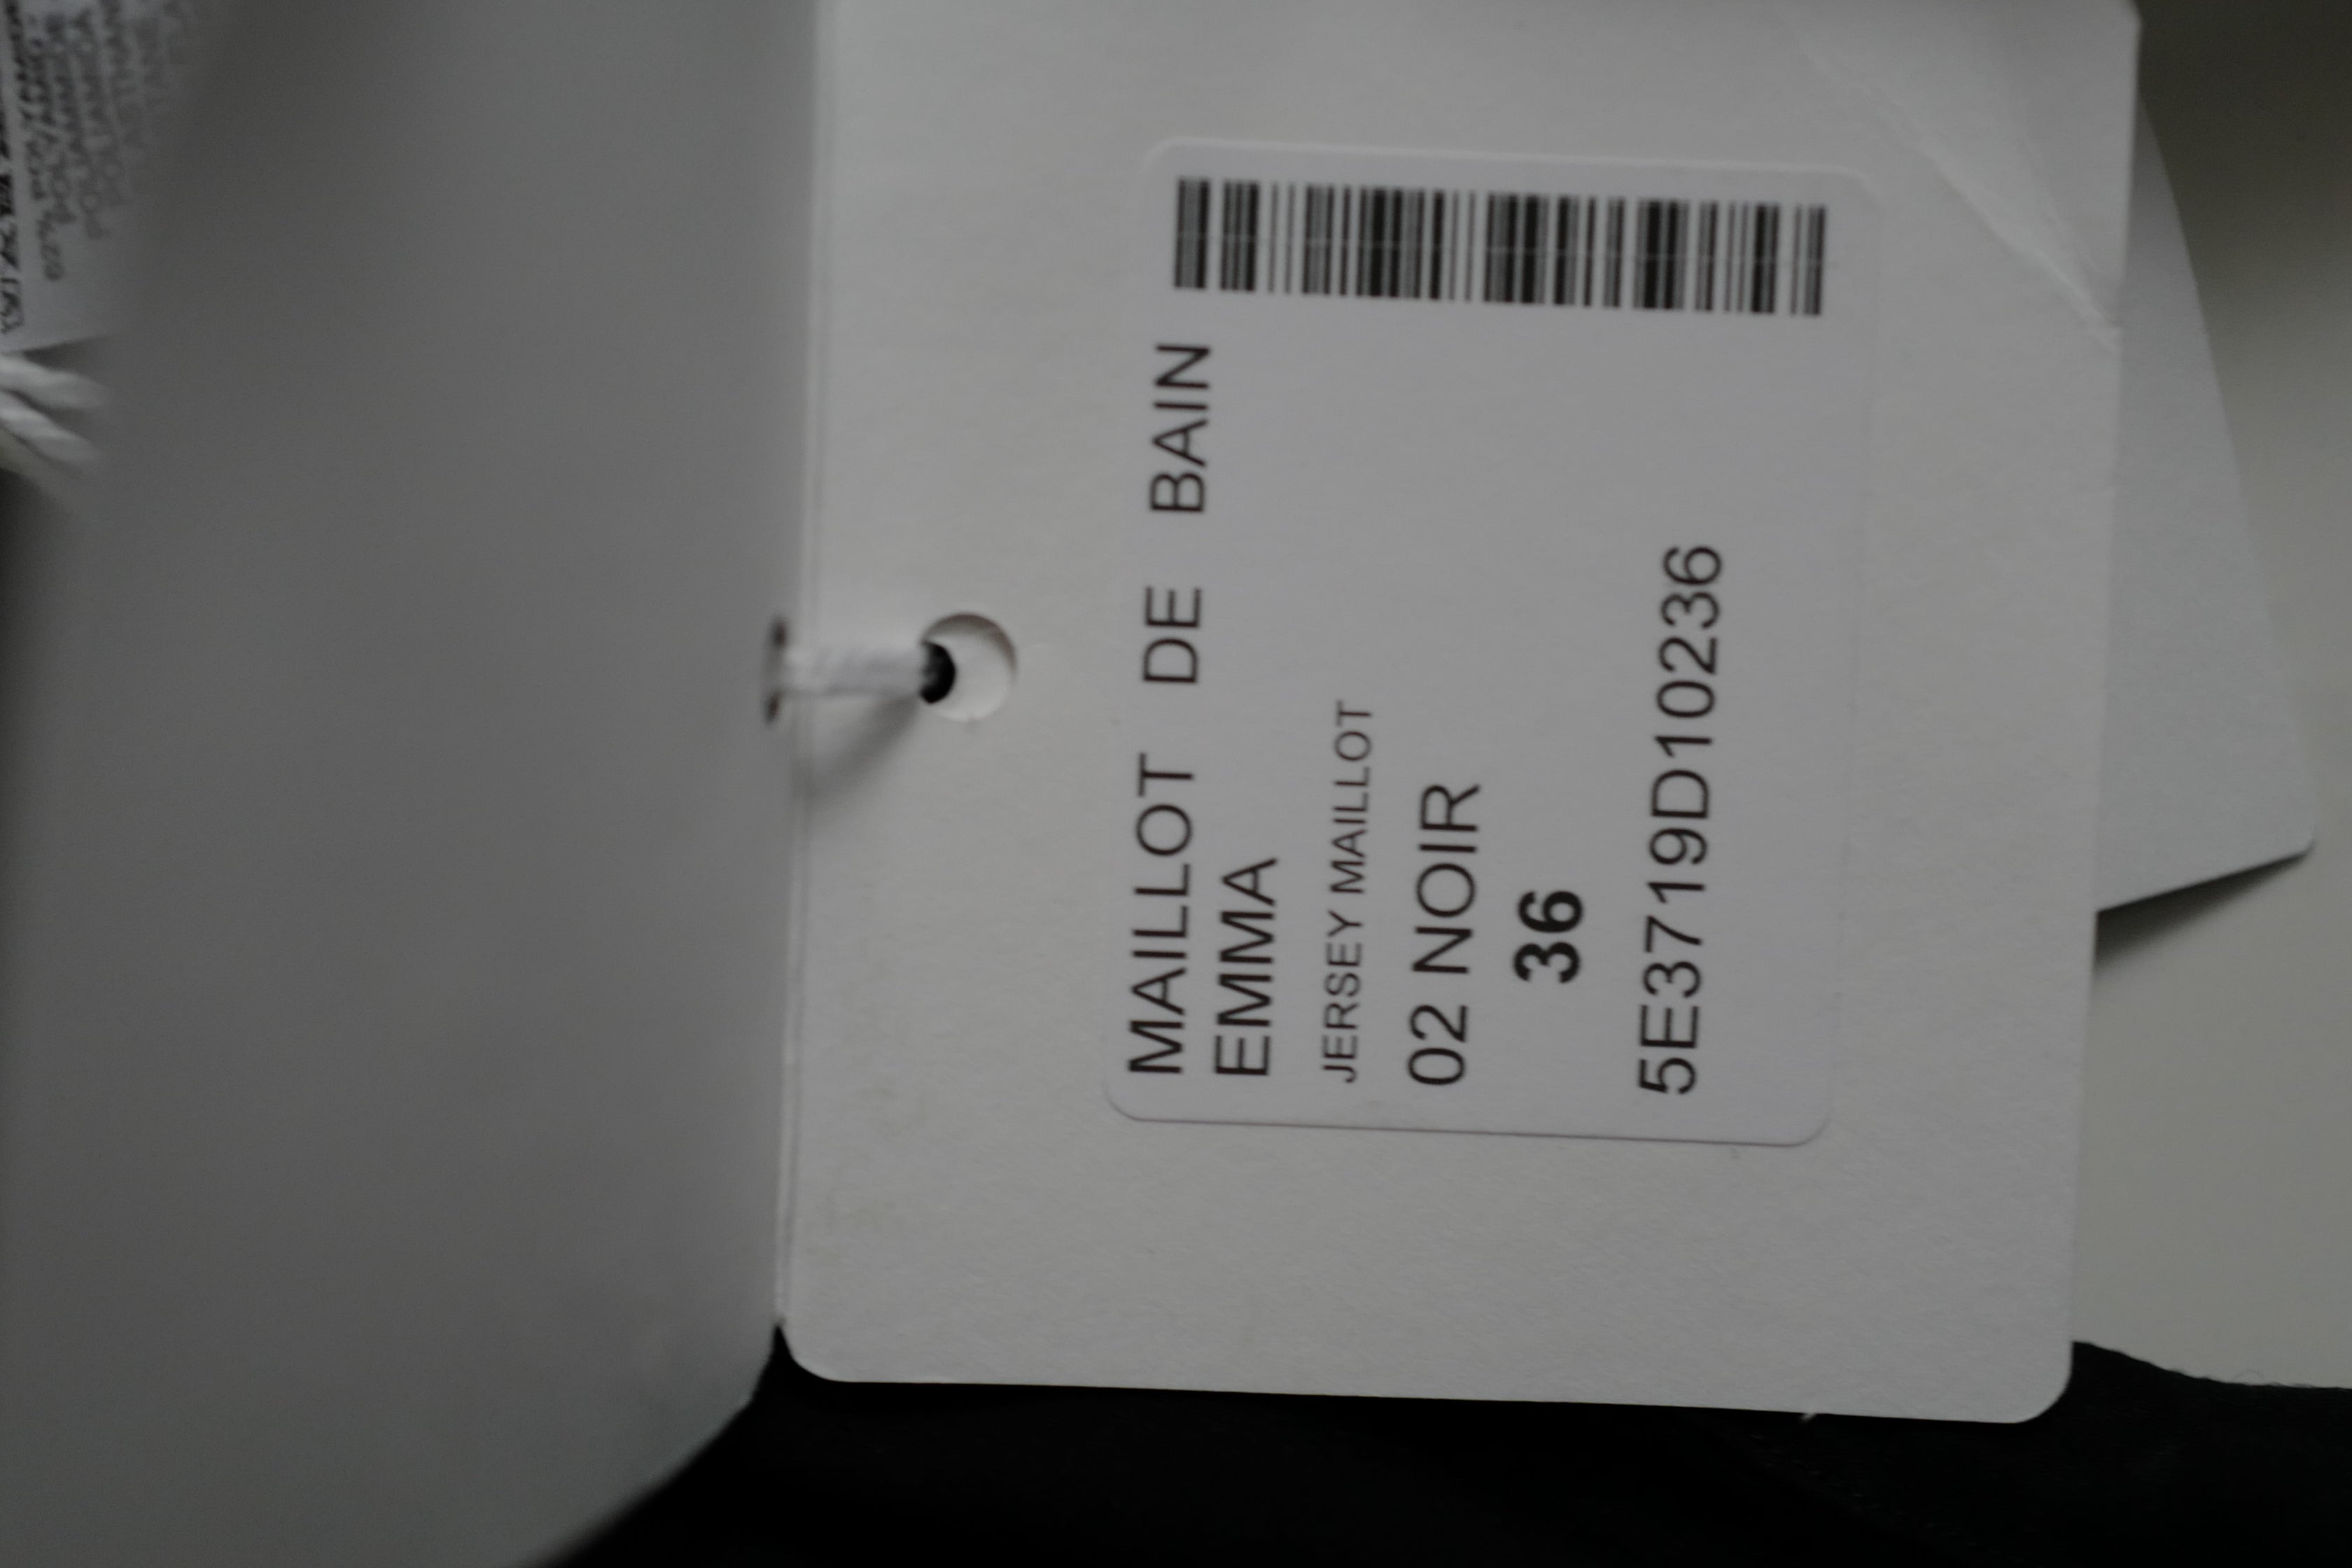 MAILLOT DE BAIN
EMMA
JERSEY MAILLOT
02 NOIR
36
5E3719D10236